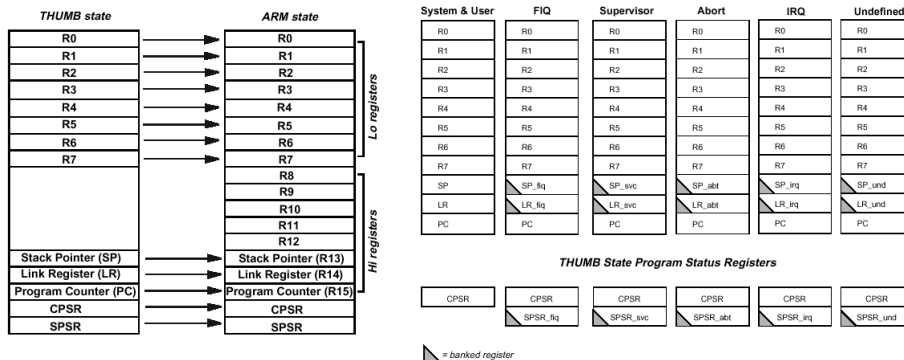 THUMB state ARM state
R0 R0
R1 R1
R2 R2
R3 R3
R4 R4
R5 R5
R6 R6
R7 R7
R8
R9
R10
R11
R12
Stack Pointer (SP) Stack Pointer (R13)
Link Register (LR) Link Register (R14)
Program Counter (PC) Program Counter (R15)
CPSR CPSR
SPSR SPSR
Lo registers
Hi registers
System & User FIQ Supervisor Abort IRQ Undefined
R0 R0 R0 R0 R0 R0
R1 R1 R1 R1 R1 R1
R2 R2 R2 R2 R2 R2
R3 R3 R3 R3 R3 R3
R4 R4 R4 R4 R4 R4
R5 R5 R5 R5 R5 R5
R6 R6 R6 R6 R6 R6
R7 R7 R7 R7 R7 R7
SP SP_fiq SP_svc SP_abt SP_irq SP_und
LR LR_fiq LR_svc LR_abt LR_irq LR_und
PC PC PC PC PC PC
THUMB State Program Status Registers
CPSR CPSR CPSR CPSR CPSR CPSR
SPSR_fiq SPSR_svc SPSR_abt SPSR_irq SPSR_und
= banked register